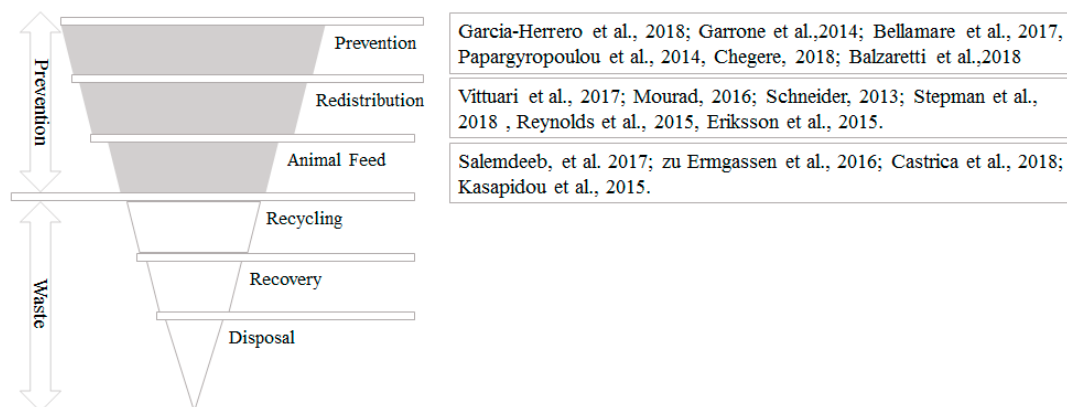 Prevention
Waste
Prevention
Redistribution
Animal Feed
Recycling
Recovery
Disposal
Garcia-Herrero et al., 2018; Garrone et al.,2014; Bellamare et al., 2017,
Papargyropoulou et al., 2014, Chegere, 2018; Balzaretti et al.,2018
Vittuari et al., 2017; Mourad, 2016; Schneider, 2013; Stepman et al.,
2018 , Reynolds et al., 2015, Eriksson et al., 2015.
Salemdeeb, et al. 2017; zu Ermgassen et al., 2016; Castrica et al., 2018;
Kasapidou et al., 2015.